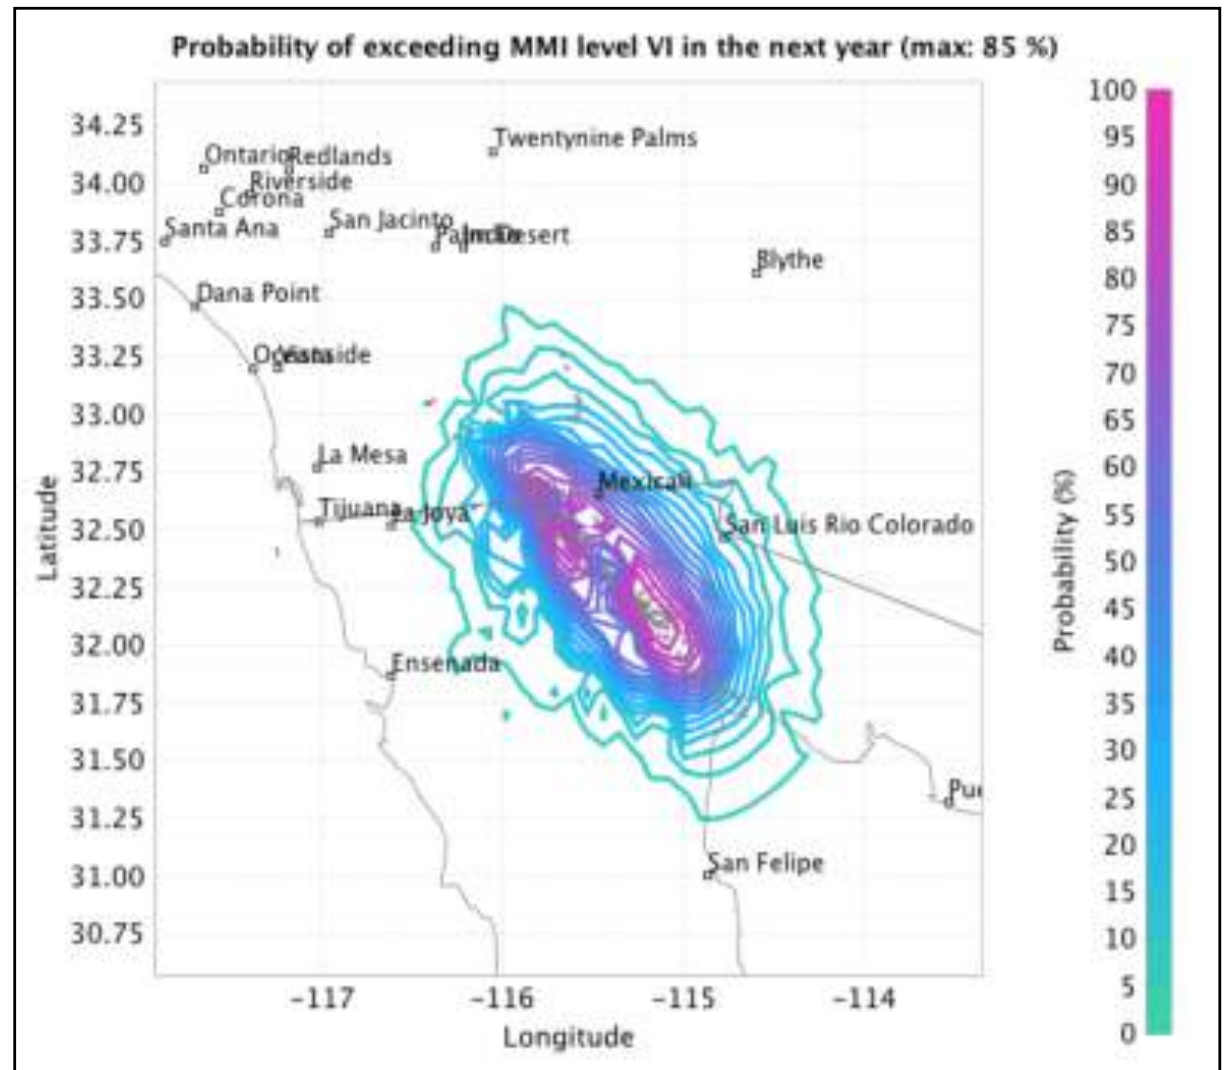 Probability of exceeding MMI level VI in the next year (max: 85 %)
34.25
34.00
33.75
33.50
33.25
33.00
32.75
32.50
32.25
32.00
31.75
31.50
31.25
31.00
30.75
Latitude
Twentynine Palms
Ontario
Redlands
Riverside
Corona
Santa Ana
San Jacinto
Desert
Blythe
Dana Point
La Mesa
Mexicali
Tijuana
La Joya
San Luis Rio Colorado
Ensenada
San Felipe
-117
-116
-115
-114
Longitude
100
95
90
85
80
75
70
65
60
55
50
45
40
35
30
25
20
15
10
5
0
Probability (%)